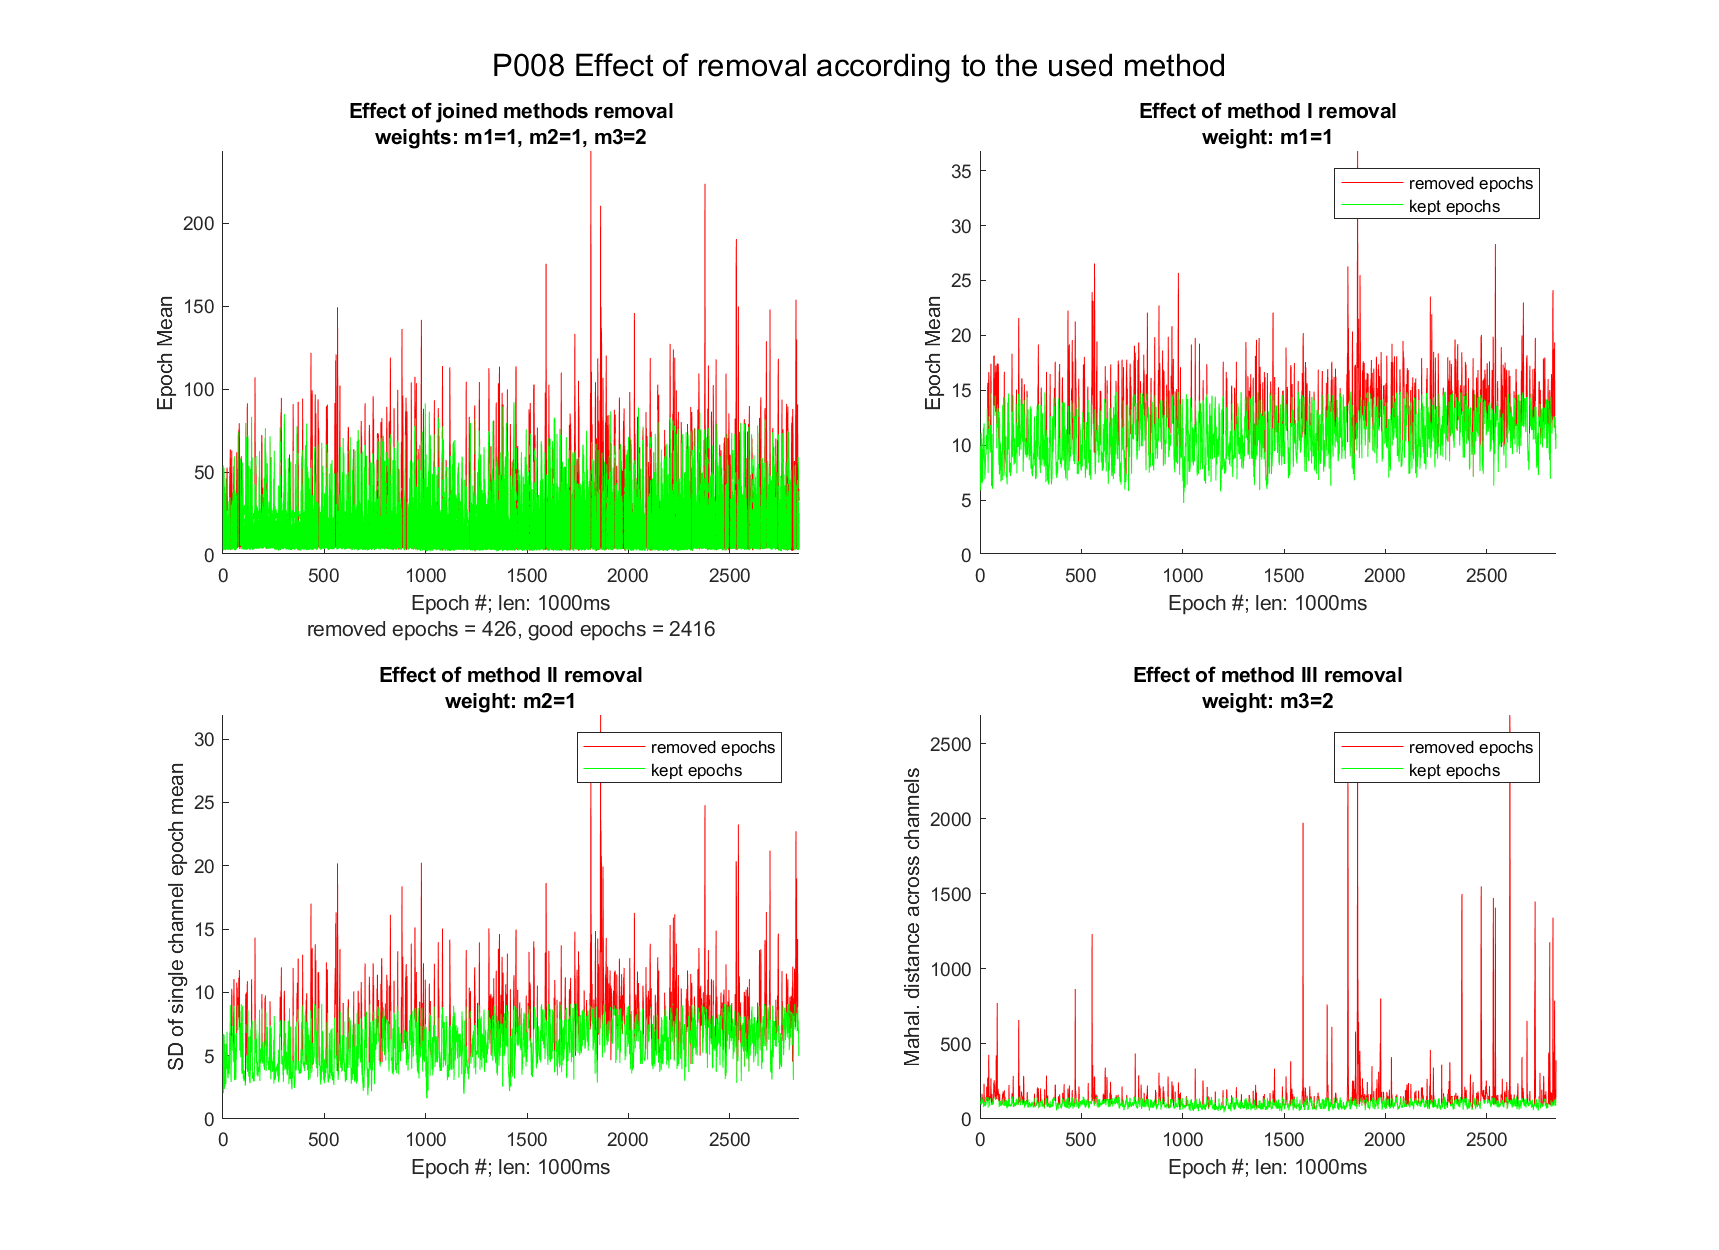 P008 Effect of removal according to the used method
Effect of joined methods removal
weights: m1=1, m2=1, m3=2
Epoch Mean
200
150
100
50
0
0 500 1000 1500 2000 2500
Epoch #; len: 1000ms
removed epochs = 426, good epochs = 2416
Effect of method I removal
weight: m1=1
removed epochs
kept epochs
Epoch Mean
35
30
25
20
15
10
5
0
0 500 1000 1500 2000 2500
Epoch #; len: 1000ms
Effect of method II removal
weight: m2=1
removed epochs
kept epochs
SD of single channel epoch mean
30
25
20
15
10
5
0
0 500 1000 1500 2000 2500
Epoch #; len: 1000ms
Effect of method III removal
weight: m3=2
removed epochs
kept epochs
Mahal. distance across channels
2500
2000
1500
1000
500
0
0 500 1000 1500 2000 2500
Epoch #; len: 1000ms